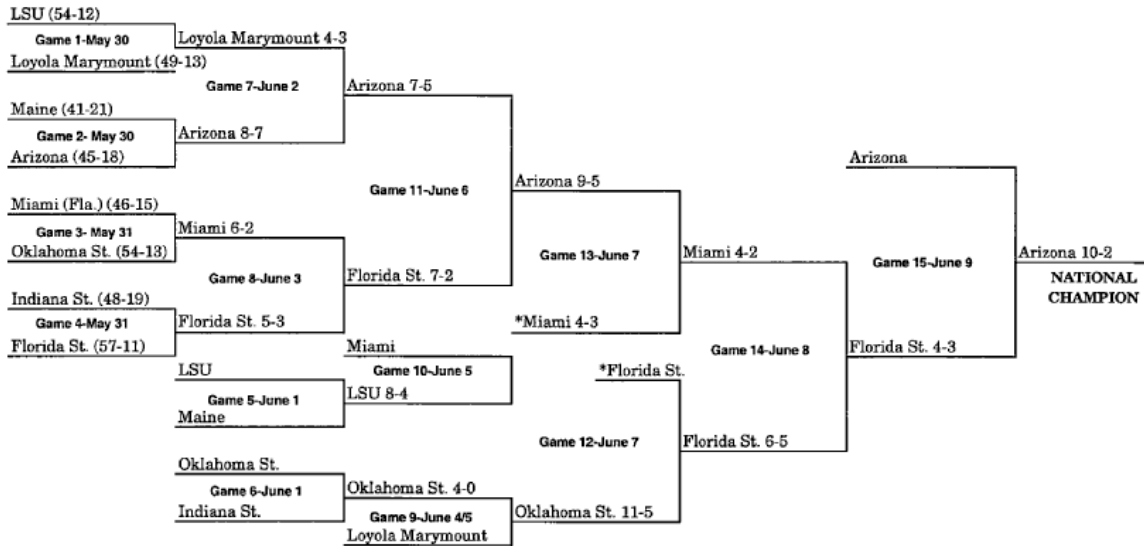 LSU (54-12)
Game 1-May 30
Loyola Marymount 4-3
Loyola Marymount (49-13)
Game 7-June 2
Arizona 7-5
Maine (41-21)
Game 2- May 30
Arizona 8-7
Arizona (45-18)
Arizona
Game 11-June 6
Arizona 9-5
Miami (Fla.) (46-15)
Game 3- May 31
Miami 6-2
Oklahoma St. (54-13)
Game 13-June 7
Miami 4-2
Game 15-June 9
Arizona 10-2
NATIONAL
CHAMPION
Game 8-June 3
Florida St. 7-2
Indiana St. (48-19)
Game 4-May 31
Florida St. 5-3
*Miami 4-3
Florida St. (57-11)
Miami
Game 14-June 8
Florida St. 4-3
LSU
Game 10-June 5
*Florida St.
Game 5-June 1
LSU 8-4
Maine
Game 12-June 7
Florida St. 6-5
Oklahoma St.
Game 6-June 1
Oklahoma St. 4-0
Indiana St.
Game 9-June 4/5
Oklahoma St. 11-5
Loyola Marymount